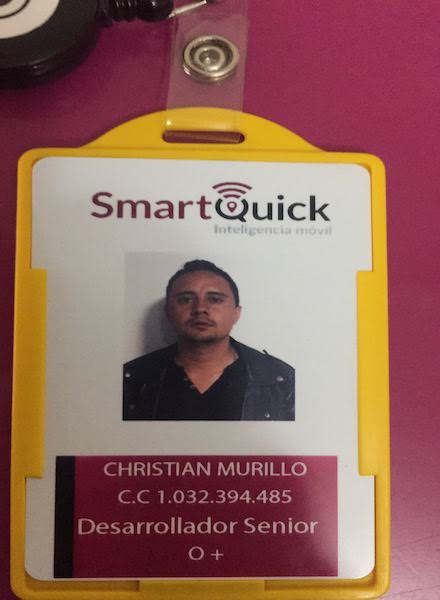 SmartQuick
Inteligencia móvil
CHRISTIAN MURILLO
C.C 1.032.394.485
Desarrollador Senior
O +